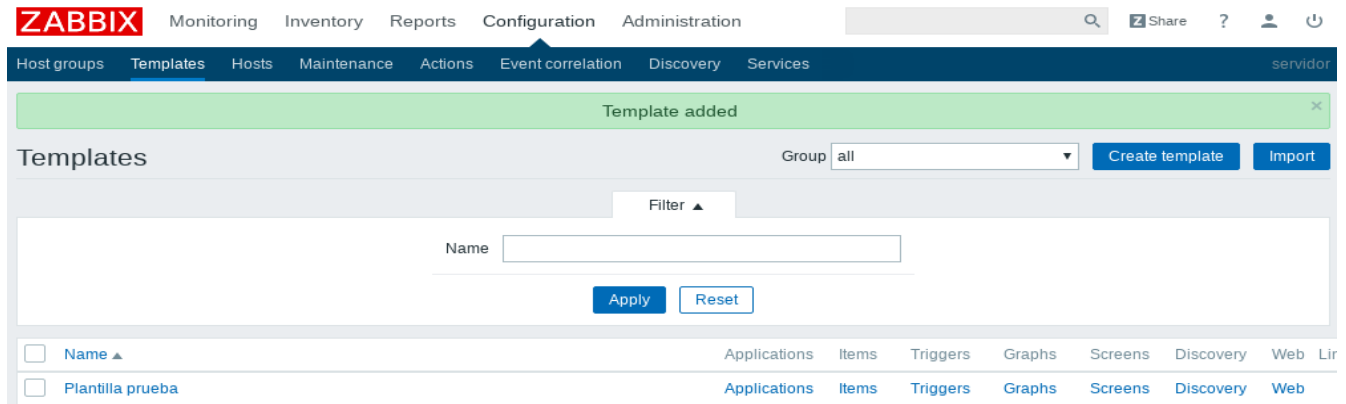 ZABBIX Monitoring Inventory Reports Configuration Administration Z Share ?
Host groups Templates Hosts Maintenance Actions Event correlation Discovery Services servidor
Template added ×
Templates Group all Create template Import
Filter
Name
Apply Reset
Name Applications Items Triggers Graphs Screens Discovery Web Lin
Plantilla prueba Applications Items Triggers Graphs Screens Discovery Web